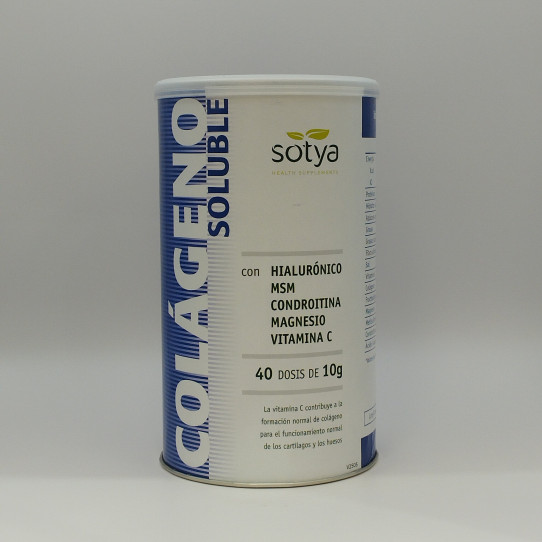 COLÁGENO
SOLUBLE
sotya
HEALTH SUPPLEMENTS
con HIALURÓNICO
MSM
CONDROITINA
MAGNESIO
VITAMINA C
40 DOSIS DE 10g
La vitamina C contribuye a la
formación normal de colágeno
para el funcionamiento normal
de los cartílagos y los huesos